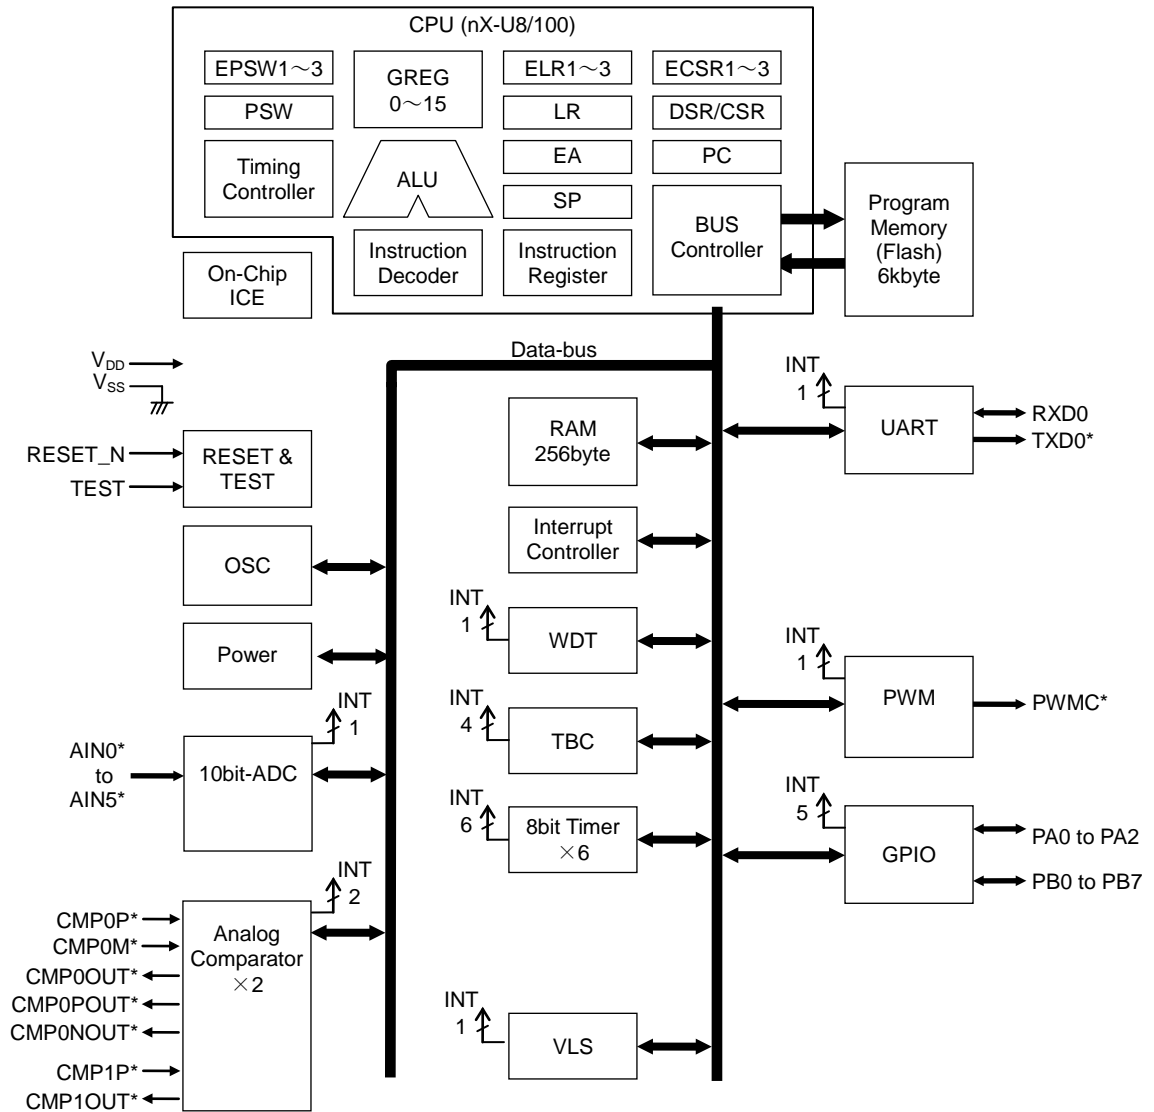 CPU (nX-U8/100)
EPSW1～3
GREG
0～15
ELR1～3
ECSR1～3
PSW
LR
DSR/CSR
Timing
Controller
ALU
EA
PC
SP
BUS
Controller
Program
Memory
(Flash)
6kbyte
On-Chip
ICE
Instruction
Decoder
Instruction
Register
Data-bus
VDD
VSS
RESET_N
TEST
RESET &
TEST
RAM
256byte
INT
1
UART
RXD0
TXD0*
OSC
Interrupt
Controller
Power
INT
1
WDT
INT
1
PWM
PWMC*
AIN0*
to
AIN5*
10bit-ADC
INT
1
INT
4
TBC
INT
6
8bit Timer
×6
INT
5
GPIO
PA0 to PA2
PB0 to PB7
CMP0P*
CMP0M*
CMP0OUT*
CMP0POUT*
CMP0NOUT*
CMP1P*
CMP1OUT*
Analog
Comparator
×2
INT
2
INT
1
VLS